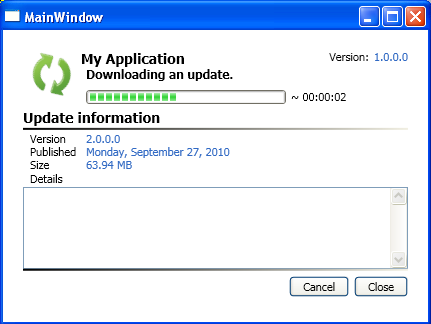 MainWindow
My Application
Version: 1.0.0.0
Downloading an update.
~ 00:00:02
Update information
Version 2.0.0.0
Published Monday, September 27, 2010
Size 63.94 MB
Details
Cancel Close